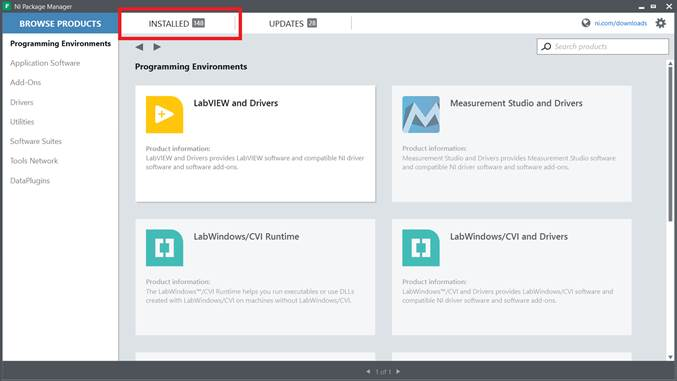 NI Package Manager
BROWSE PRODUCTS
INSTALLED 148
UPDATES 28
ni.com/downloads
Programming Environments
Application Software
Add-Ons
Drivers
Utilities
Software Suites
Tools Network
DataPlugins
Search products
Programming Environments
LabVIEW and Drivers
Product information:
LabVIEW and Drivers provides LabVIEW software and compatible NI driver
software and software add-ons.
Measurement Studio and Drivers
Product information:
Measurement Studio and Drivers provides Measurement Studio software
and compatible NI driver software and software add-ons.
LabWindows/CVI Runtime
Product information:
The LabWindows™/CVI Runtime helps you run executables or use DLLs
created with LabWindows/CVI on machines without LabWindows/CVI.
LabWindows/CVI and Drivers
Product information:
LabWindows™/CVI and Drivers provides LabWindows/CVI software and
compatible NI driver software and software add-ons.
1 of 1